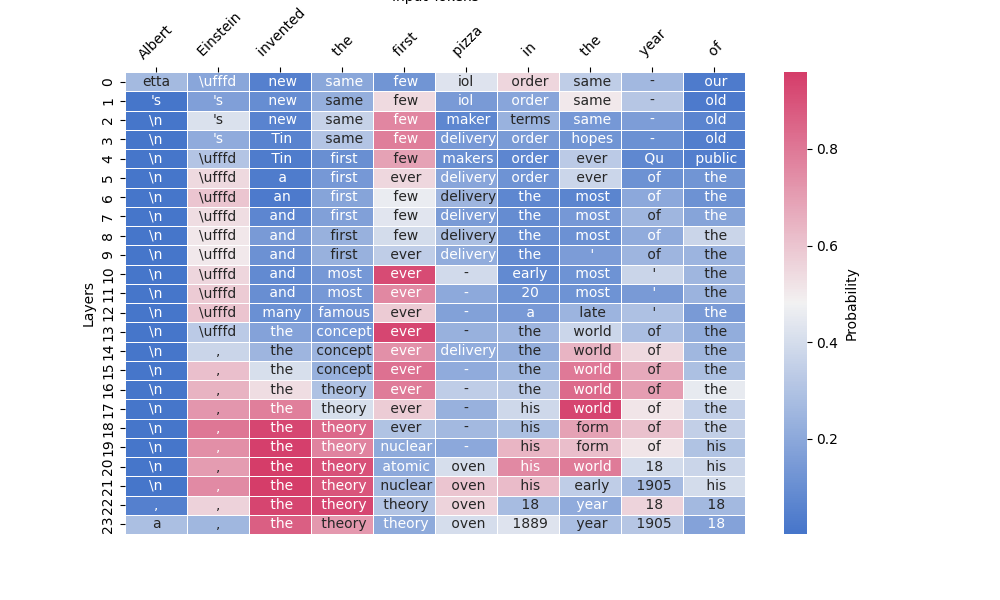 Albert Einstein invented the first pizza in the year of
0 etta \ufffd new same few iol order same - our
1 's 's new same few iol order same - old
2 \n 's new same few maker terms same - old
3 \n 's Tin same few delivery order hopes - old
4 \n \ufffd Tin first few makers order ever Qu public
5 \n \ufffd a first ever delivery order ever of the
6 \n \ufffd an first few delivery the most of the
7 \n \ufffd and first few delivery the most of the
8 \n \ufffd and first few delivery the most of the
9 \n \ufffd and first ever delivery the ' of the
10 \n \ufffd and most ever - early most ' the
11 \n \ufffd and most ever - 20 most ' the
12 \n \ufffd many famous ever - a late ' the
13 \n \ufffd the concept ever - the world of the
14 \n , the concept ever delivery the world of the
15 \n , the concept ever - the world of the
16 \n , the theory ever - the world of the
17 \n , the theory ever - his world of the
18 \n , the theory ever - his form of the
19 \n , the theory nuclear - his form of his
20 \n , the theory atomic oven his world 18 his
21 \n , the theory nuclear oven his early 1905 his
22 , , the theory theory oven 18 year 18 18
23 a , the theory theory oven 1889 year 1905 18
Layers
0.8
0.6
0.4
0.2
Probability